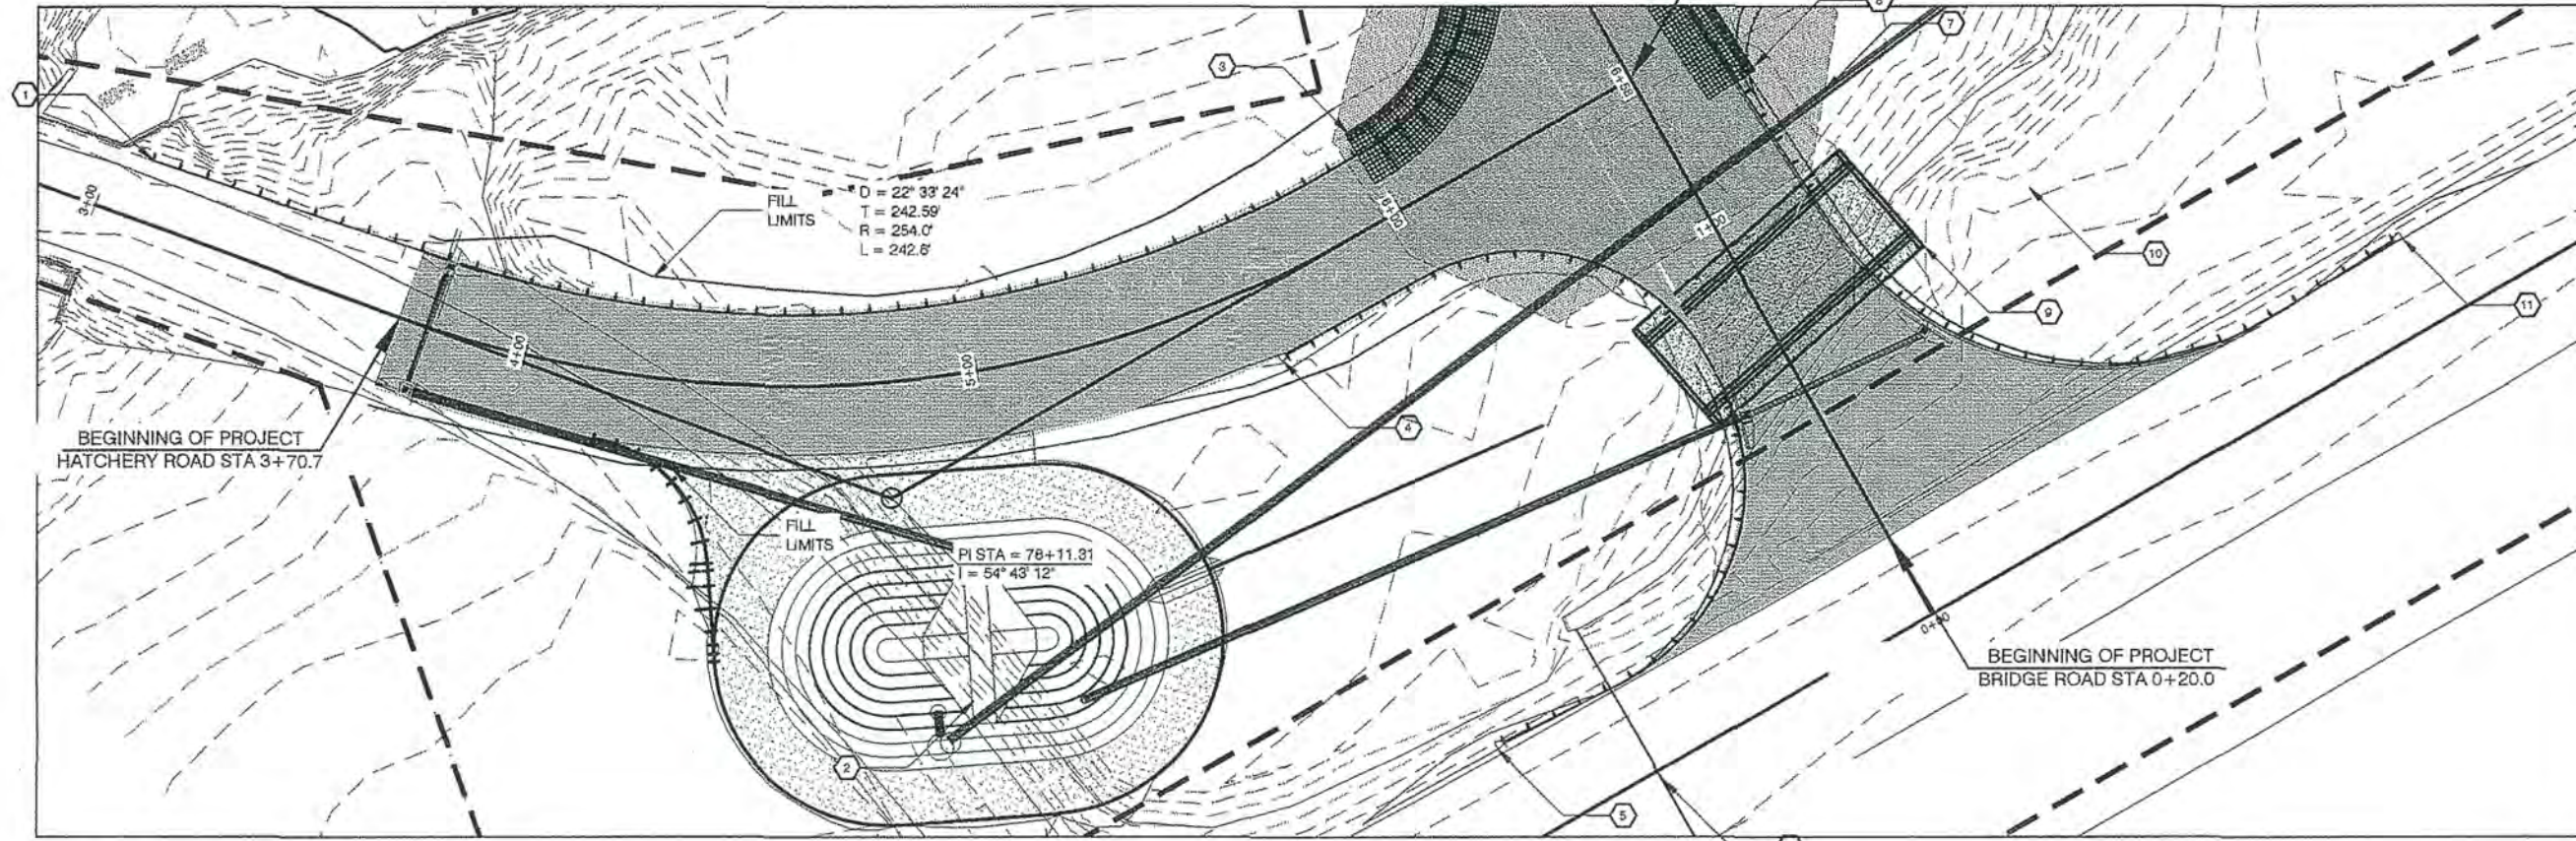 1
3
7
3+00
FILL
LIMITS
D = 22° 33' 24"
T = 242.59'
R = 254.0'
L = 242.6'
6+00
10
11
9
4+00
5+00
4
BEGINNING OF PROJECT
HATCHERY ROAD STA 3+70.7
FILL
LIMITS
PI STA = 78+11.31
I = 54° 43' 12"
0+00
BEGINNING OF PROJECT
BRIDGE ROAD STA 0+20.0
2
5